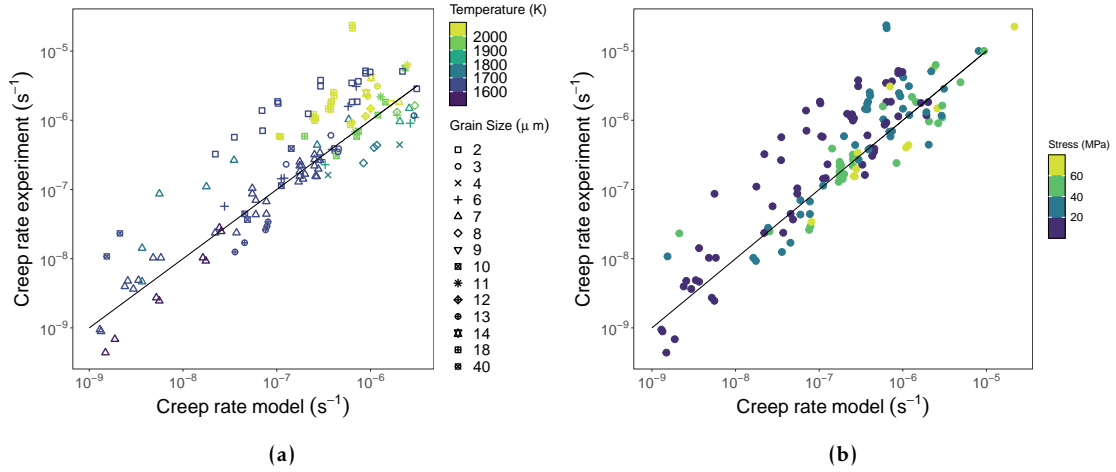 Creep rate experiment (s⁻¹)
10⁻⁵
10⁻⁶
10⁻⁷
10⁻⁸
10⁻⁹
10⁻⁹ 10⁻⁸ 10⁻⁷ 10⁻⁶
Creep rate model (s⁻¹)
Temperature (K)
2000
1900
1700
1600
Grain Size (μ m)
2
3
4
6
7
8
9
10
11
12
13
14
18
40
(a)
Creep rate experiment (s⁻¹)
10⁻⁵
10⁻⁶
10⁻⁷
10⁻⁸
10⁻⁹
10⁻⁹ 10⁻⁸ 10⁻⁷ 10⁻⁶ 10⁻⁵
Creep rate model (s⁻¹)
Stress (MPa)
60
40
20
(b)